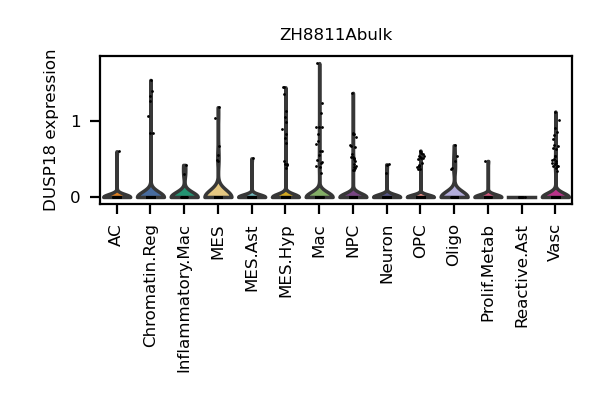 ZH8811Abulk
DUSP18 expression
1
0
AC
Chromatin.Reg
Inflammatory.Mac
MES
MES.Ast
MES.Hyp
Mac
NPC
Neuron
OPC
Oligo
Prolif.Metab
Reactive.Ast
Vasc